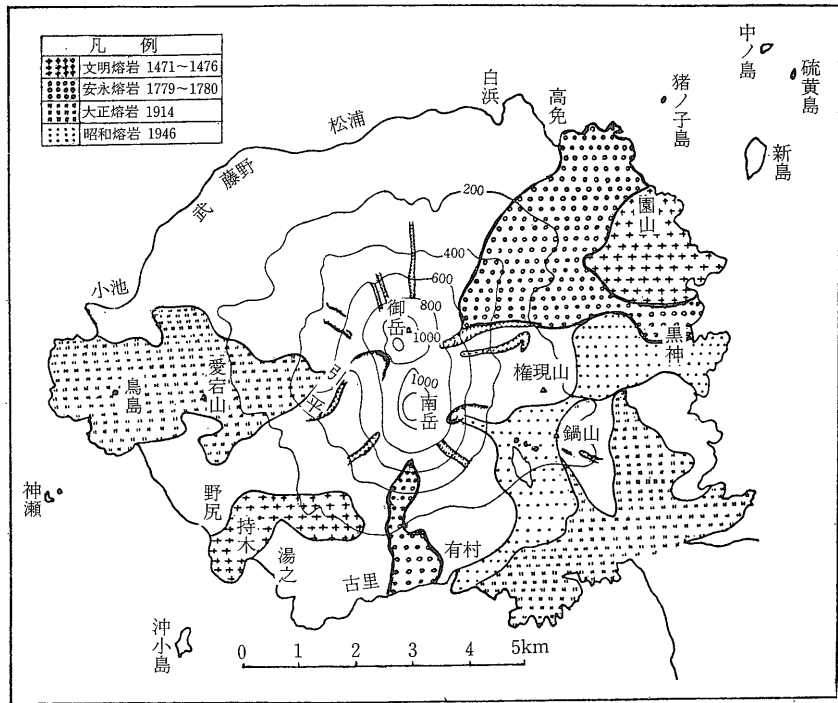 凡例
文明熔岩 1471~1476
安永熔岩 1779~1780
大正熔岩 1914
昭和熔岩 1946
中ノ島
硫黄島
猪ノ子島
新島
白浜
高免
松浦
藤野
武
小池
200
400
600
800
1000
御岳
園山
黒神
権現山
1000
南岳
引ノ平
愛宕山
鳥島
鍋山
神瀬
野尻
持木
湯之
古里
有村
沖小島
0 1 2 3 4 5km